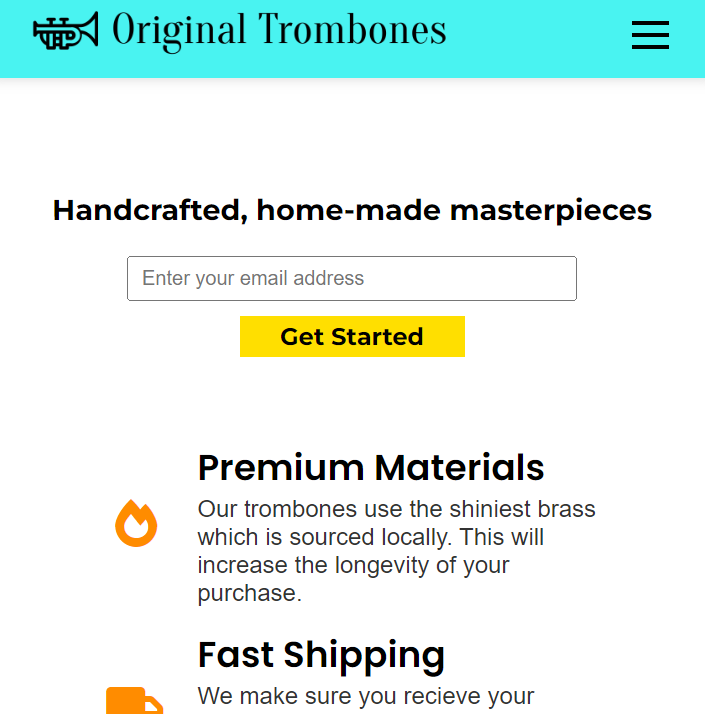 Original Trombones
Handcrafted, home-made masterpieces
Enter your email address
Get Started
Premium Materials
Our trombones use the shiniest brass
which is sourced locally. This will
increase the longevity of your
purchase.
Fast Shipping
We make sure you recieve your